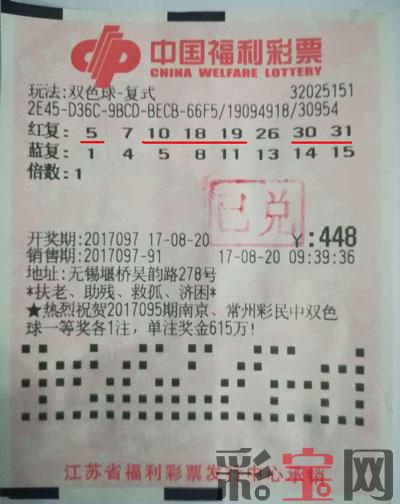 中国福利彩票
CHINA WELFARE LOTTERY
玩法:双色球-复式 32025151
2E45-D36C-9BCD-BECB-66F5/19094918/30954
红复: 5 7 10 18 19 26 30 31
蓝复: 1 4 5 8 11 13 14 15
倍数:1
已兑
开奖期:2017097 17-08-20 ¥:448
销售期:2017097-91 17-08-20 09:39:36
地址:无锡堰桥吴韵路278号
*扶老、助残、救孤、济困*
★热烈祝贺2017095期南京、常州彩民中双色
球一等奖各1注，单注奖金615万!
江苏省福利彩票发行中心承销
彩宝网